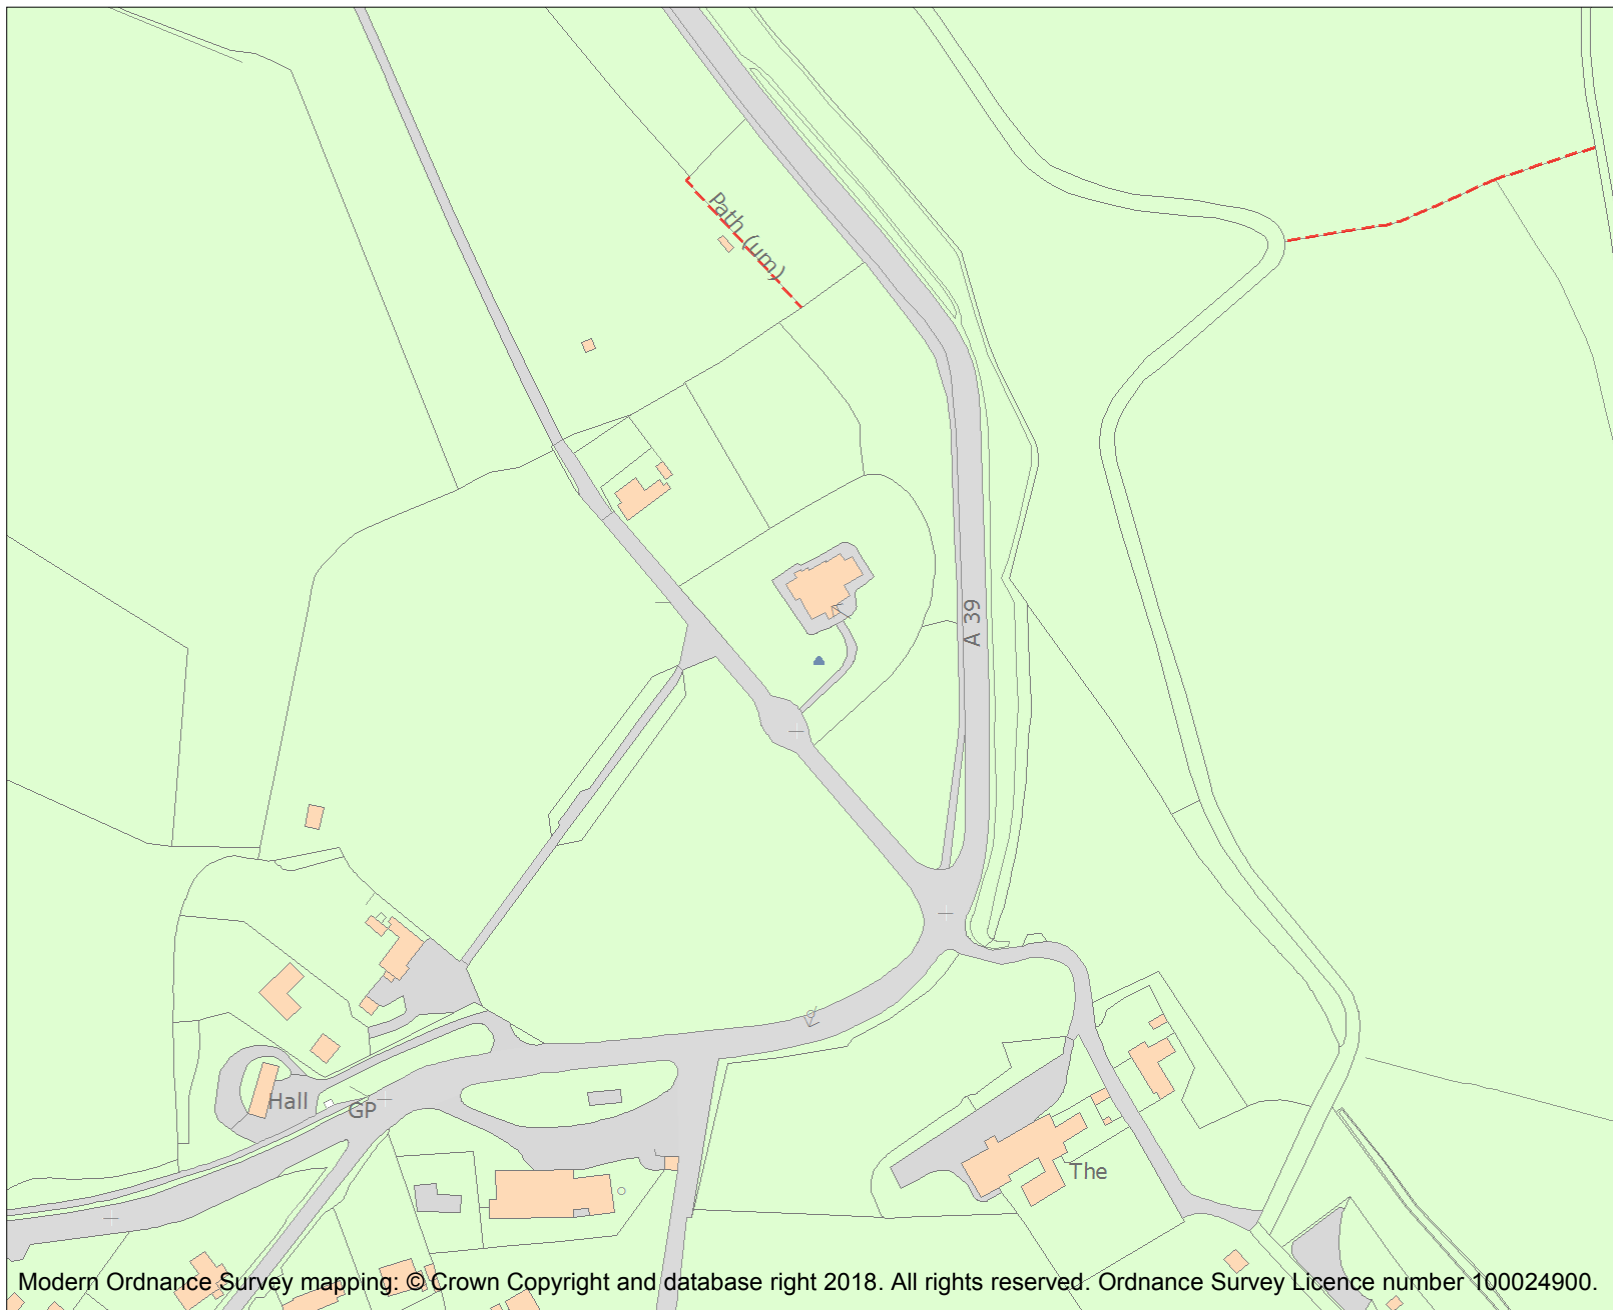 Path (um)
A 39
Hall
GP
The
Modern Ordnance Survey mapping: © Crown Copyright and database right 2018. All rights reserved. Ordnance Survey Licence number 100024900.